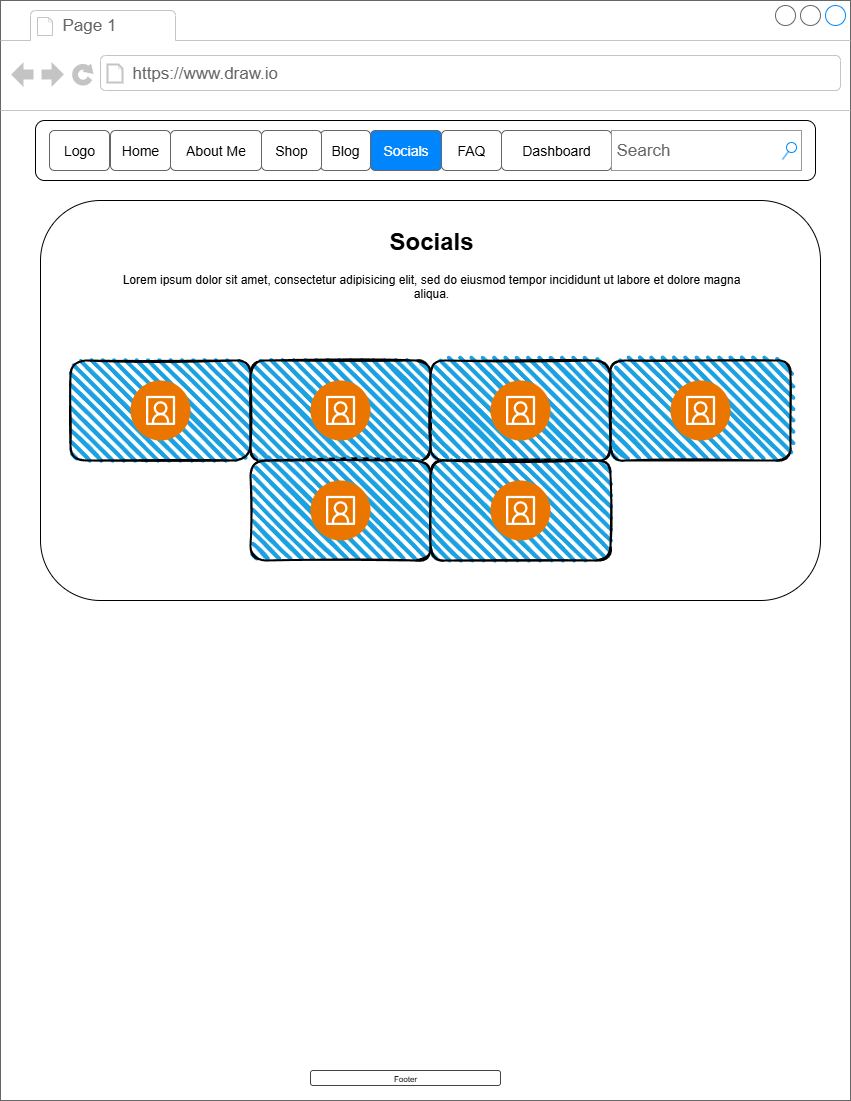 Page 1
https://www.draw.io
Logo Home About Me Shop Blog Socials FAQ Dashboard Search
Socials
Lorem ipsum dolor sit amet, consectetur adipisicing elit, sed do eiusmod tempor incididunt ut labore et dolore magna
aliqua.
Footer